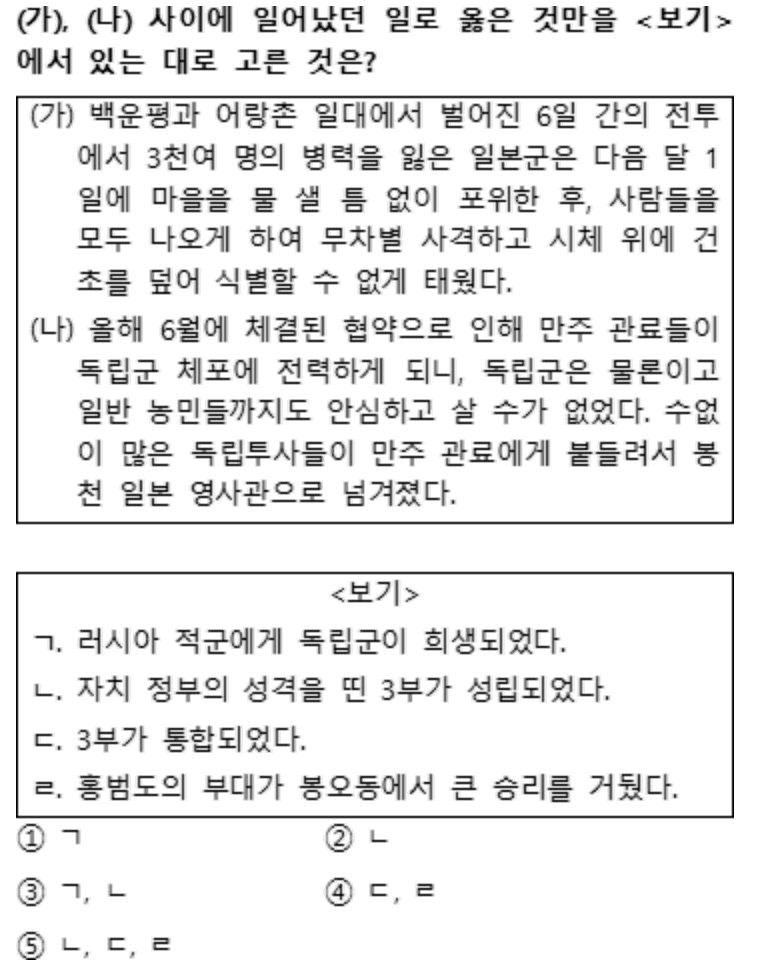 (가), (나) 사이에 일어났던 일로 옳은 것만을 <보기>
에서 있는 대로 고른 것은?
(가) 백운평과 어랑촌 일대에서 벌어진 6일 간의 전투
에서 3천여 명의 병력을 잃은 일본군은 다음 달 1
일에 마을을 물 샐 틈 없이 포위한 후, 사람들을
모두 나오게 하여 무차별 사격하고 시체 위에 건
초를 덮어 식별할 수 없게 태웠다.
(나) 올해 6월에 체결된 협약으로 인해 만주 관료들이
독립군 체포에 전력하게 되니, 독립군은 물론이고
일반 농민들까지도 안심하고 살 수가 없었다. 수없
이 많은 독립투사들이 만주 관료에게 붙들려서 봉
천 일본 영사관으로 넘겨졌다.
<보기>
ㄱ. 러시아 적군에게 독립군이 희생되었다.
ㄴ. 자치 정부의 성격을 띤 3부가 성립되었다.
ㄷ. 3부가 통합되었다.
ㄹ. 홍범도의 부대가 봉오동에서 큰 승리를 거뒀다.
① ㄱ ② ㄴ
③ ㄱ, ㄴ ④ ㄷ, ㄹ
⑤ ㄴ, ㄷ, ㄹ